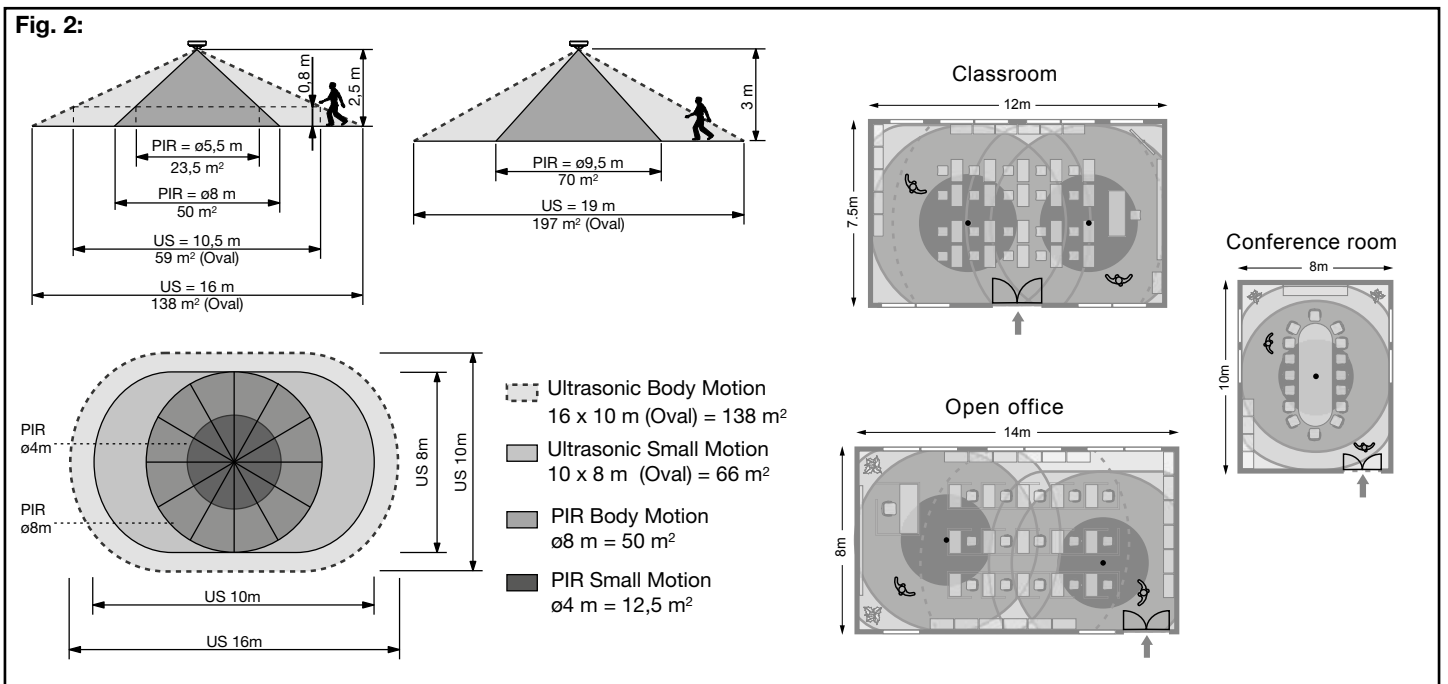 Fig. 2:
0,8 m
2,5 m
PIR = ø5,5 m
23,5 m²
PIR = ø8 m
50 m²
US = 10,5 m
59 m² (Oval)
US = 16 m
138 m² (Oval)
3 m
PIR = ø9,5 m
70 m²
US = 19 m
197 m² (Oval)
PIR
ø4m
PIR
ø8m
US 8m
US 10m
US 10m
US 16m
Ultrasonic Body Motion
16 x 10 m (Oval) = 138 m²
Ultrasonic Small Motion
10 x 8 m (Oval) = 66 m²
PIR Body Motion
ø8 m = 50 m²
PIR Small Motion
ø4 m = 12,5 m²
Classroom
12m
7.5m
Conference room
8m
10m
Open office
14m
8m